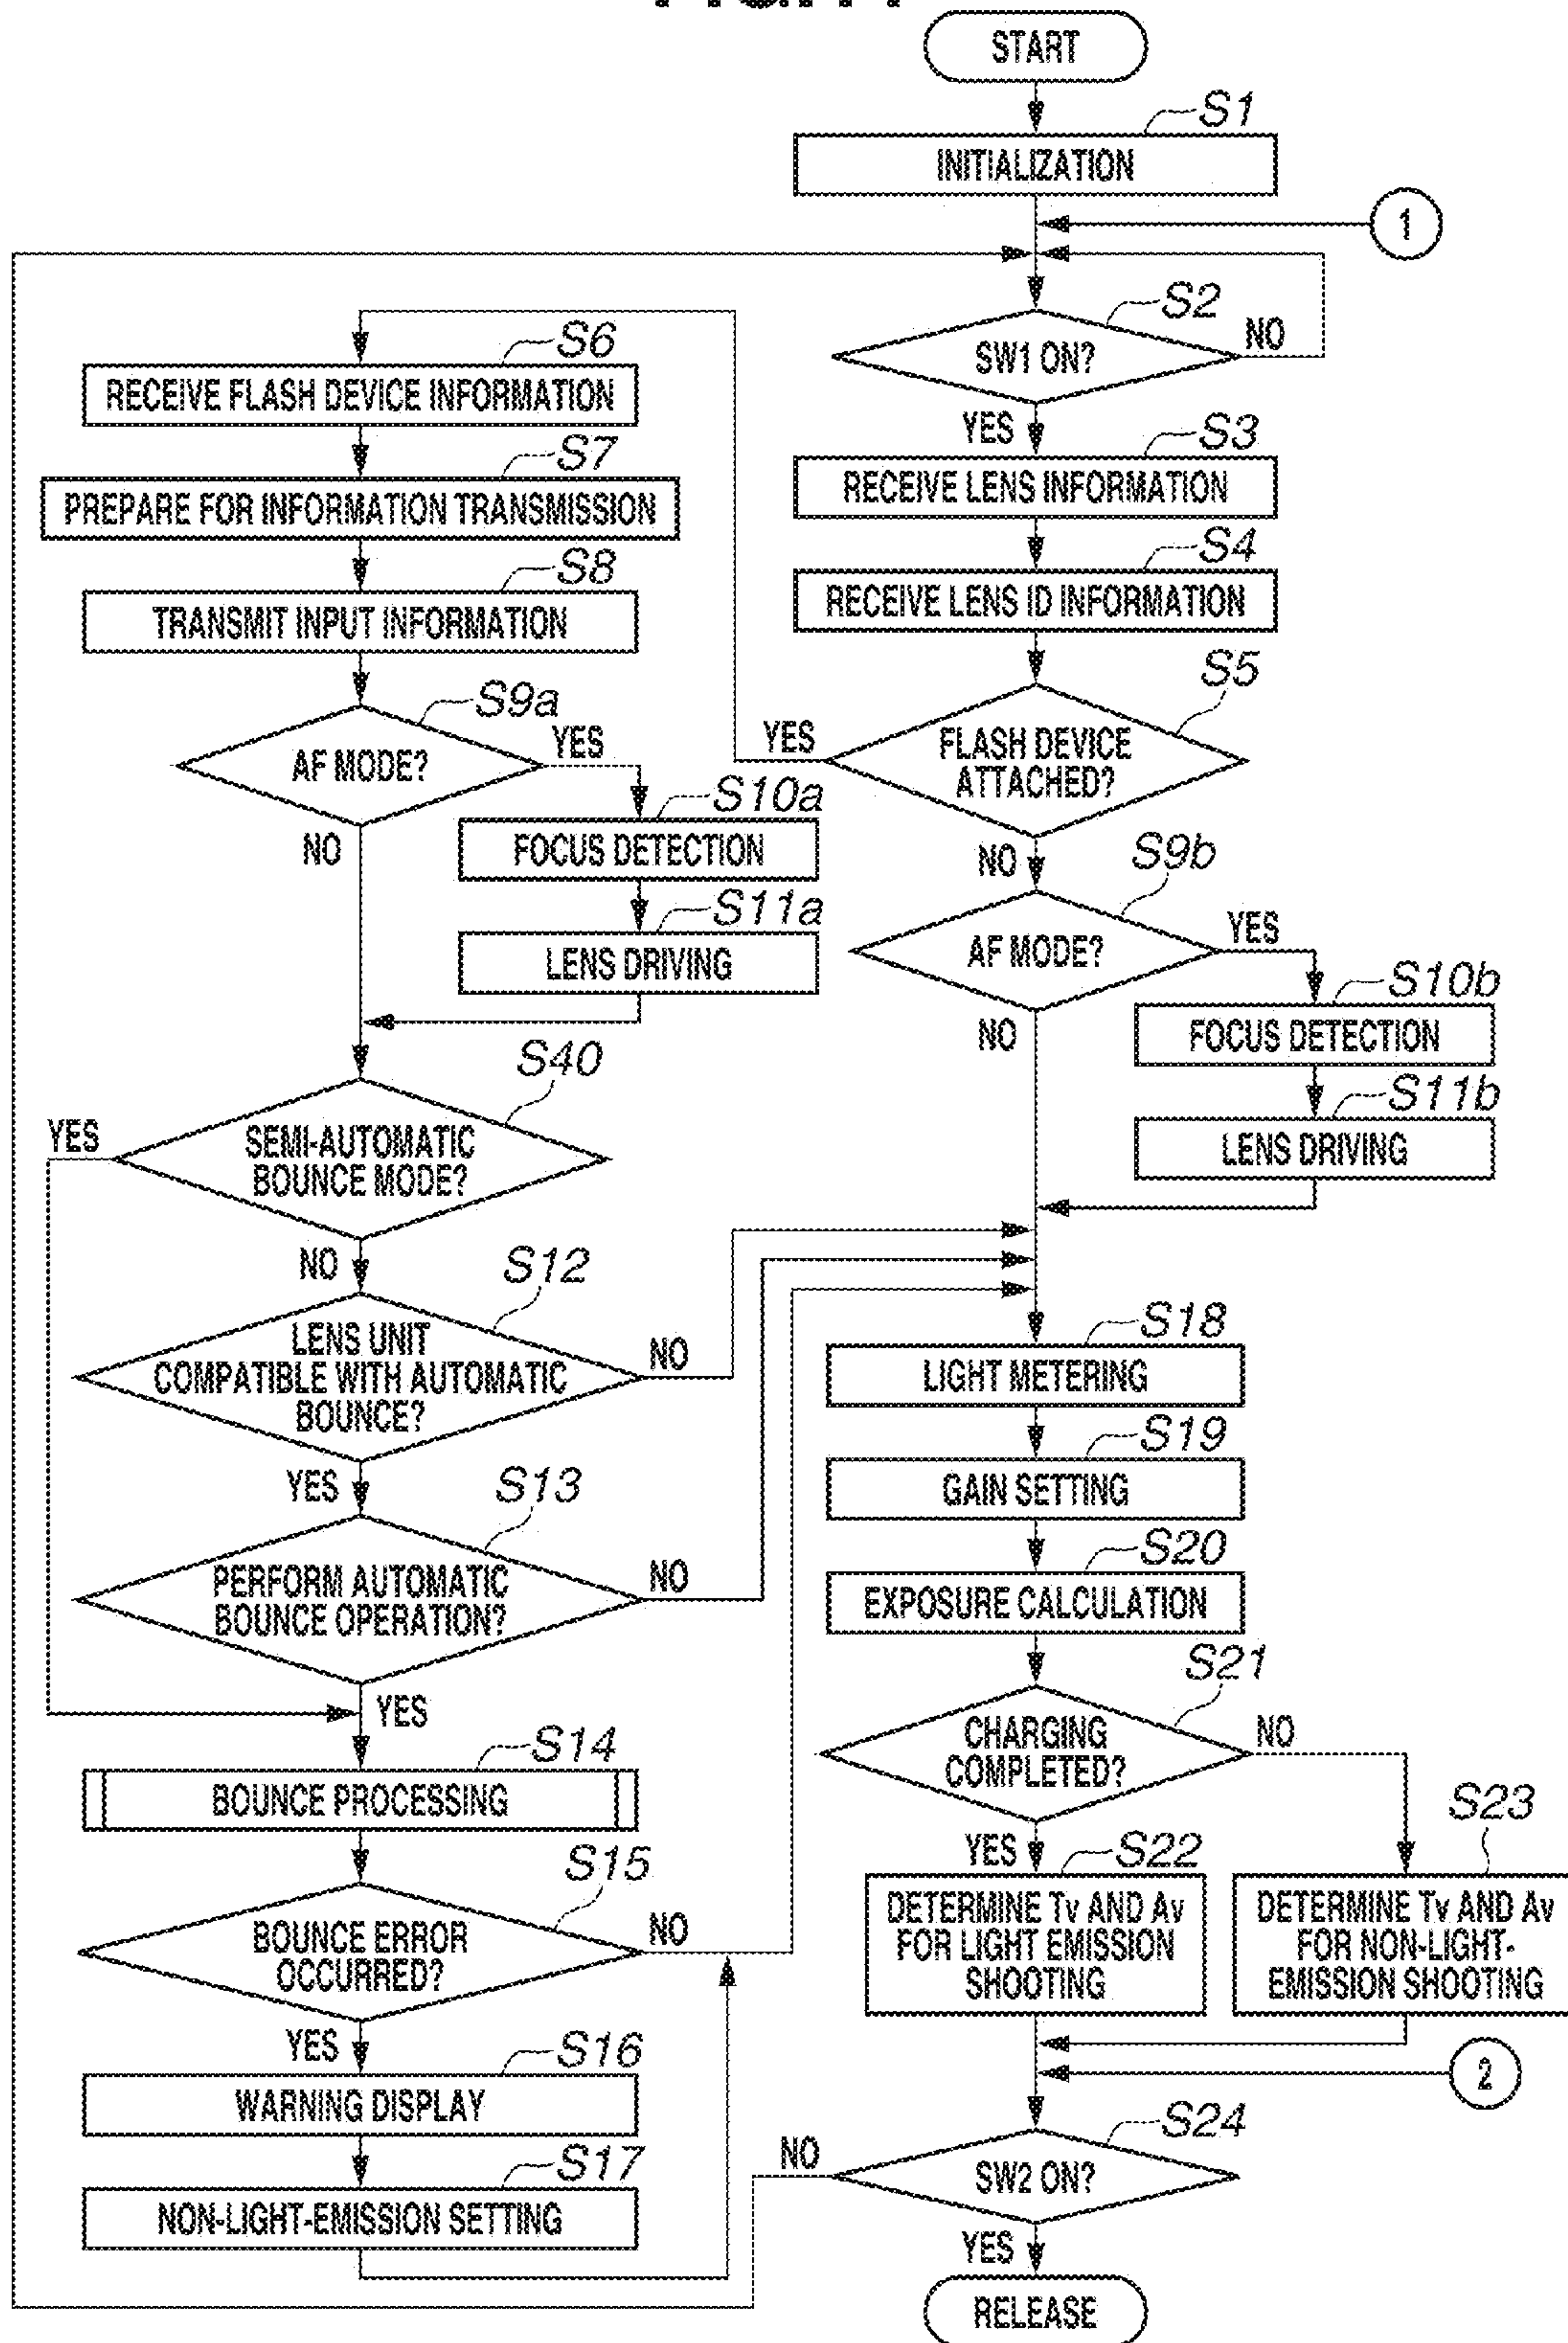 START
S1
INITIALIZATION
1
S2
SW1 ON?
NO
YES
S3
RECEIVE LENS INFORMATION
S4
RECEIVE LENS ID INFORMATION
S5
FLASH DEVICE
ATTACHED?
YES
NO
S6
RECEIVE FLASH DEVICE INFORMATION
S7
PREPARE FOR INFORMATION TRANSMISSION
S8
TRANSMIT INPUT INFORMATION
S9a
AF MODE?
YES
NO
S10a
FOCUS DETECTION
S11a
LENS DRIVING
S9b
AF MODE?
YES
NO
S10b
FOCUS DETECTION
S11b
LENS DRIVING
S40
SEMI-AUTOMATIC
BOUNCE MODE?
YES
NO
S12
LENS UNIT
COMPATIBLE WITH AUTOMATIC
BOUNCE?
NO
YES
S13
PERFORM AUTOMATIC
BOUNCE OPERATION?
NO
YES
S14
BOUNCE PROCESSING
S15
BOUNCE ERROR
OCCURRED?
NO
YES
S16
WARNING DISPLAY
S17
NON-LIGHT-EMISSION SETTING
S18
LIGHT METERING
S19
GAIN SETTING
S20
EXPOSURE CALCULATION
S21
CHARGING
COMPLETED?
NO
YES
S22
DETERMINE Tv AND Av
FOR LIGHT EMISSION
SHOOTING
S23
DETERMINE Tv AND Av
FOR NON-LIGHT-
EMISSION SHOOTING
2
S24
SW2 ON?
NO
YES
RELEASE